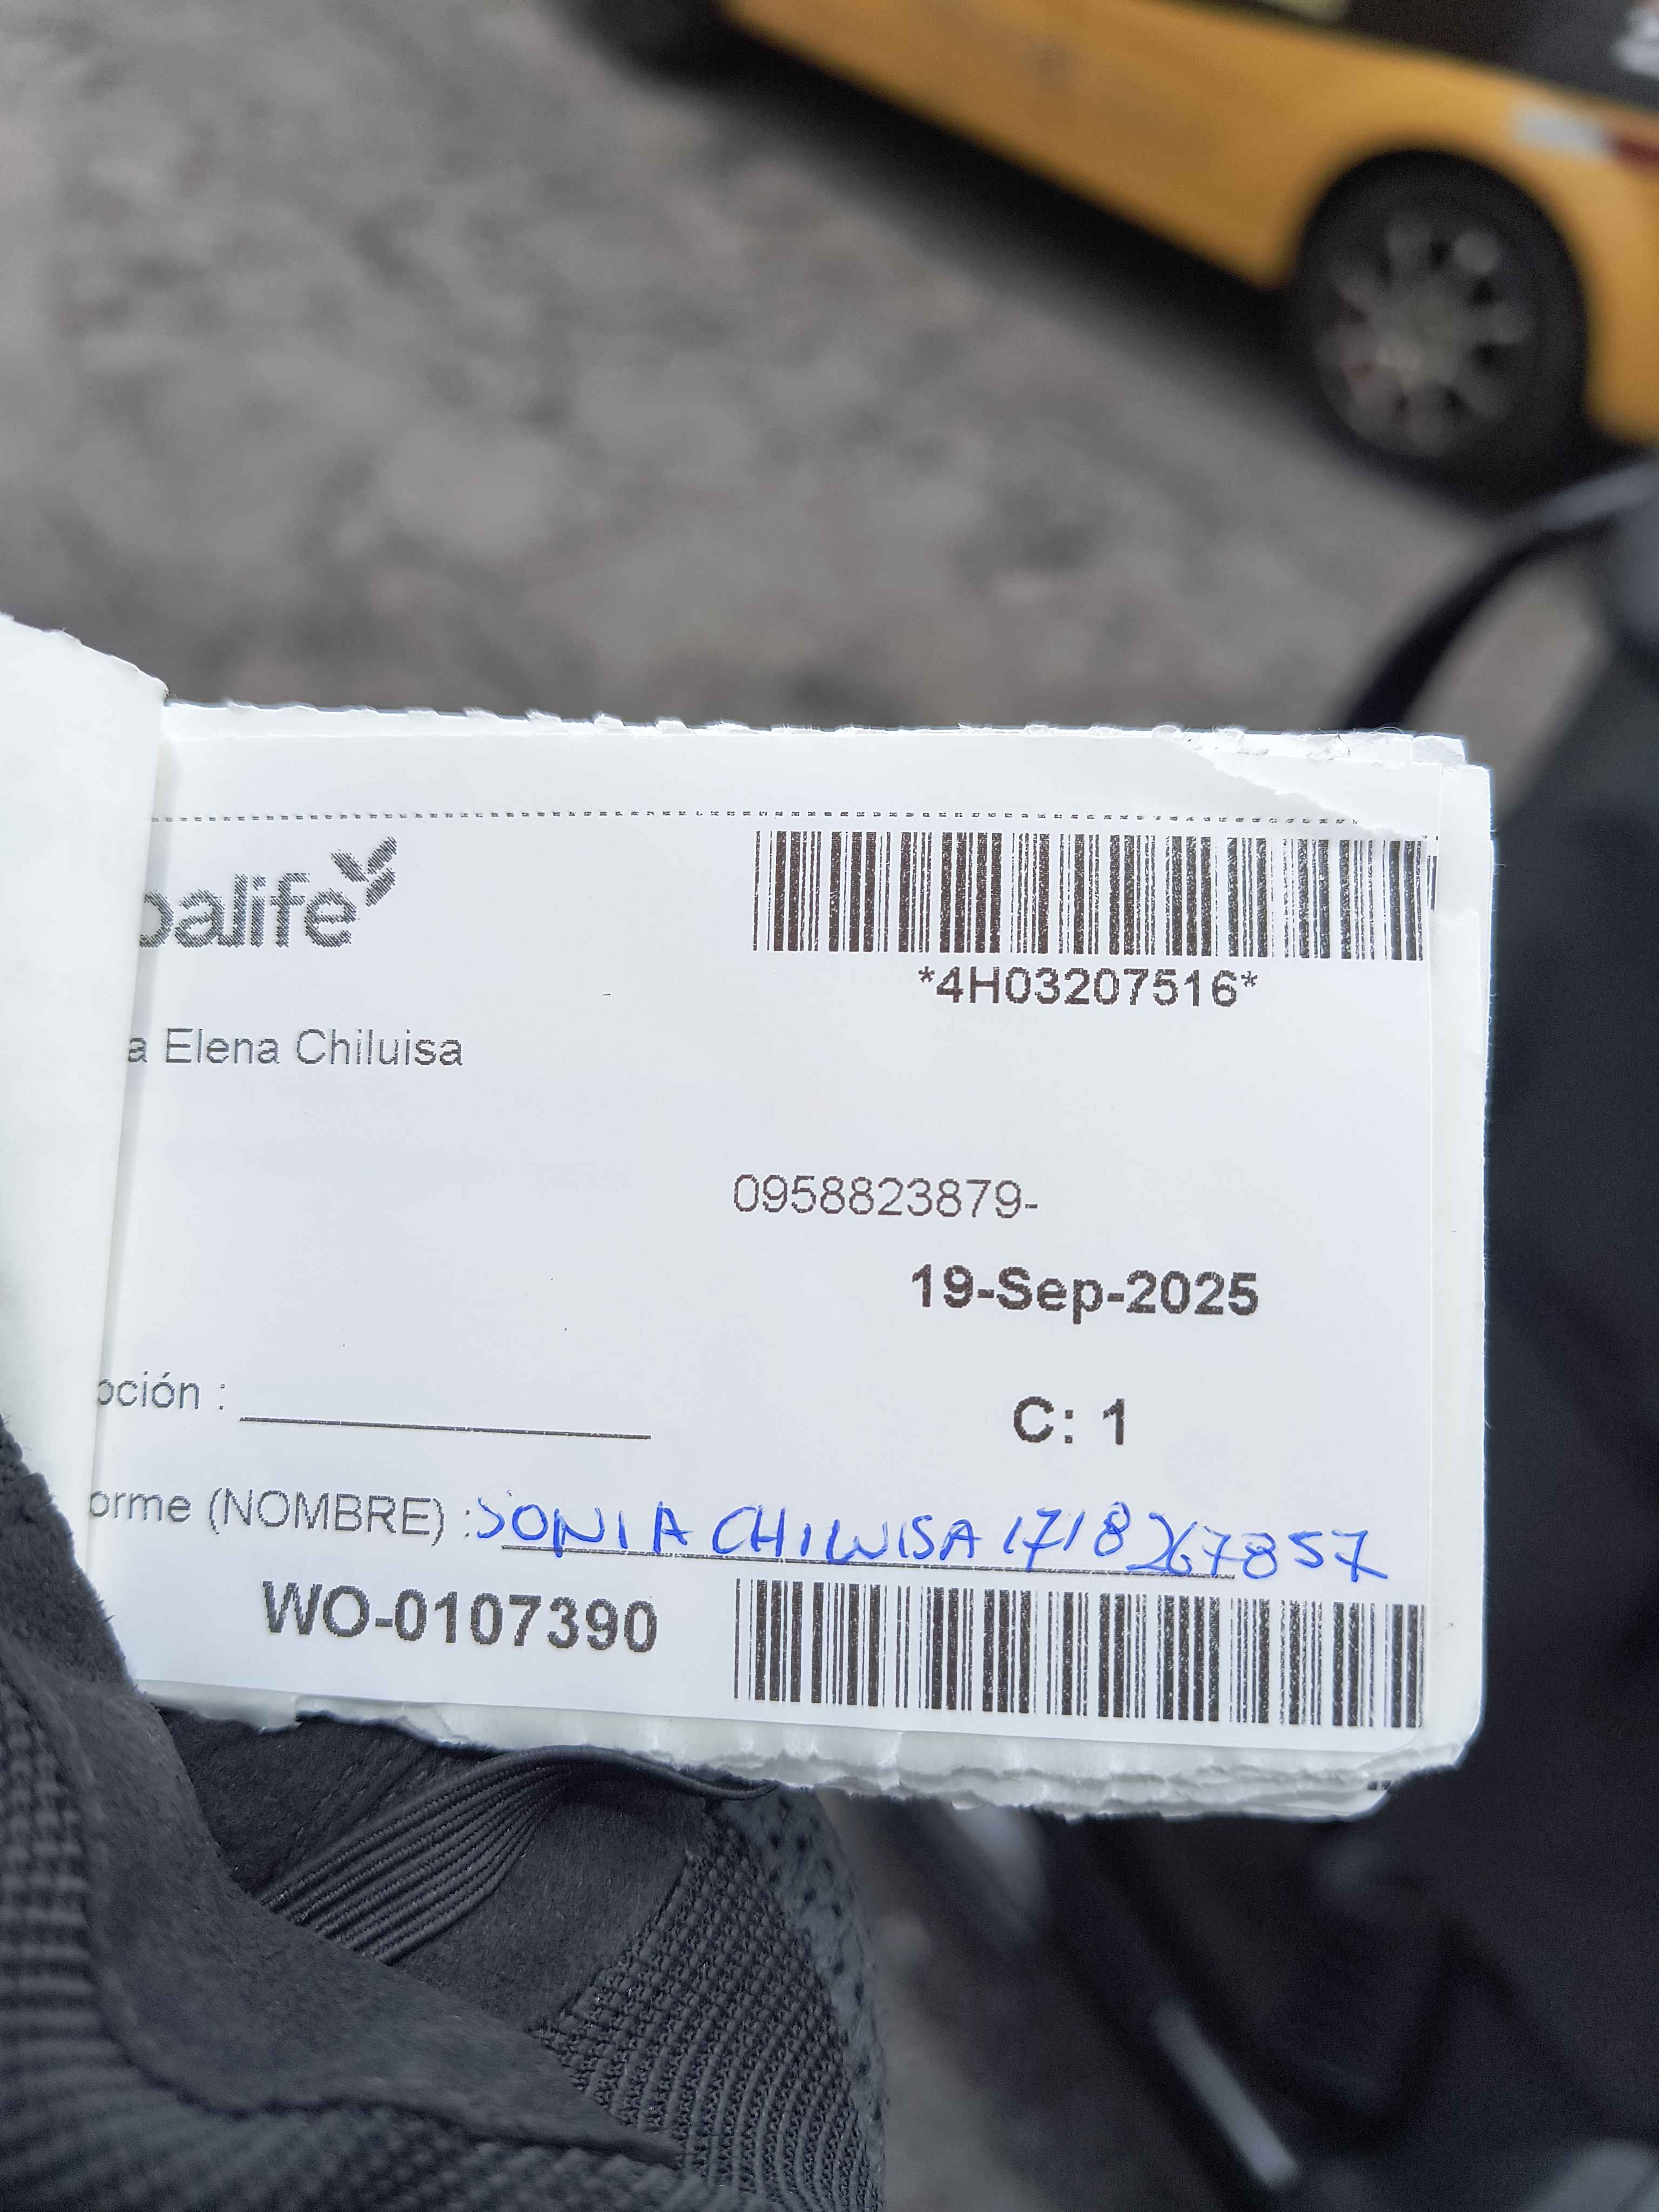 balife
*4H03207516*
a Elena Chiluisa
0958823879-
19-Sep-2025
pción :
C: 1
orme (NOMBRE) : SONIA CHILUISA 1718267857
WO-0107390